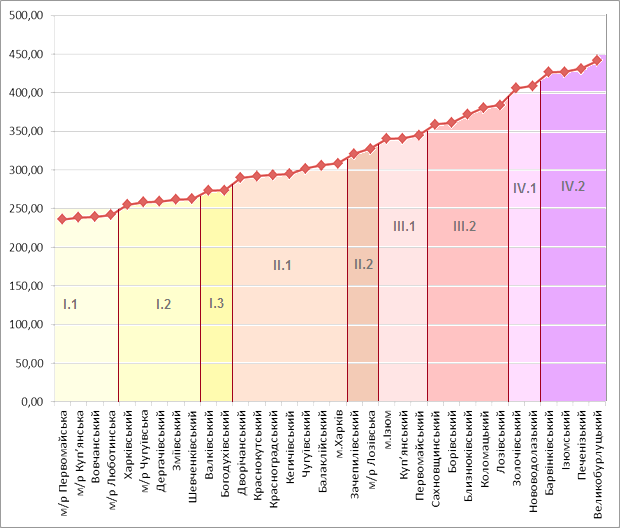 500,00
450,00
400,00
350,00
300,00
250,00
200,00
150,00
100,00
50,00
0,00
I.1
I.2
I.3
II.1
II.2
III.1
III.2
IV.1
IV.2
м/р Первомайська
м/р Куп'янська
Вовчанський
м/р Люботинська
Харківський
м/р Чугуївська
Дергачівський
Зміївський
Шевченківський
Валківський
Богодухівський
Дворічанський
Краснокутський
Красноградський
Кегичівський
Чугуївський
Балаклійський
м.Харків
Зачепилівський
м/р Лозівська
м.Ізюм
Куп'янський
Первомайський
Сахновщинський
Борівський
Близнюківський
Коломацький
Лозівський
Золочівський
Нововодолазький
Барвінківський
Ізюмський
Печенізький
Великобурлуцький